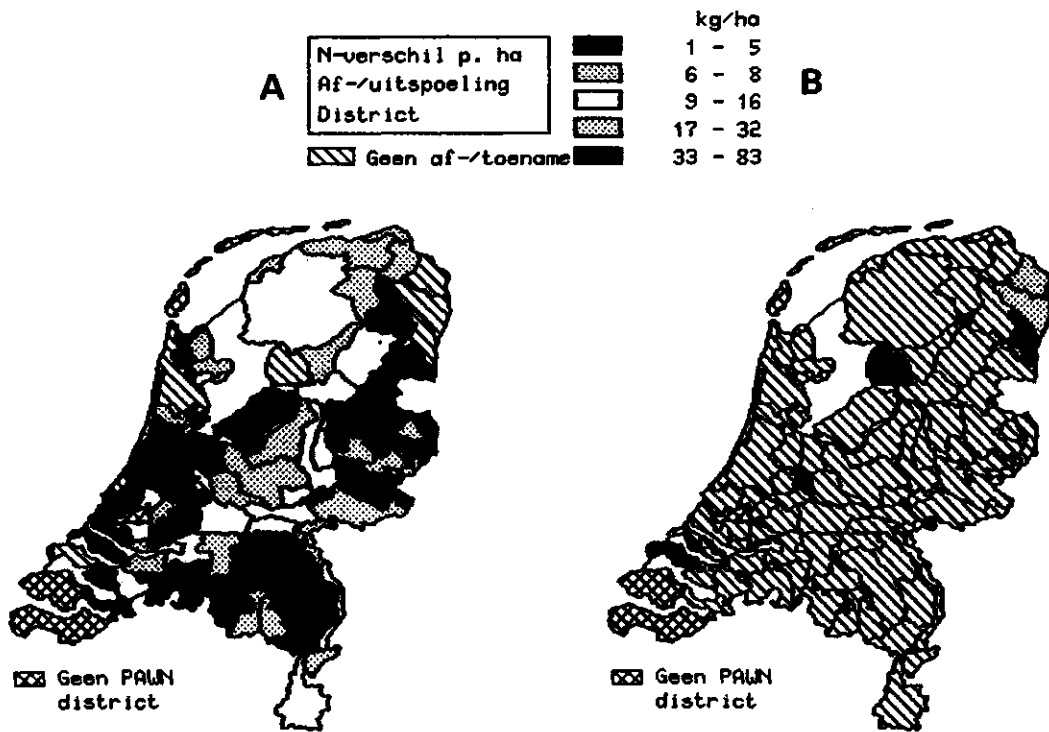 kg/ha
A
N-verschil p. ha
Af-/uitspoeling
District
Geen af-/toename
1 - 5
6 - 8
9 - 16
17 - 32
33 - 83
B
Geen PAWN
district
Geen PAWN
district